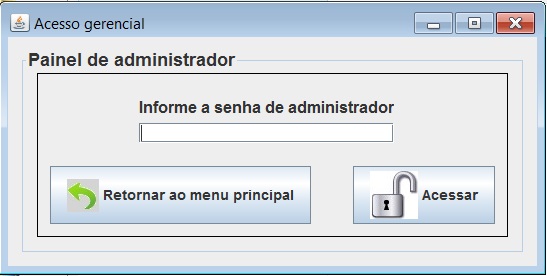 Acesso gerencial
Painel de administrador
Informe a senha de administrador
Retornar ao menu principal
Acessar